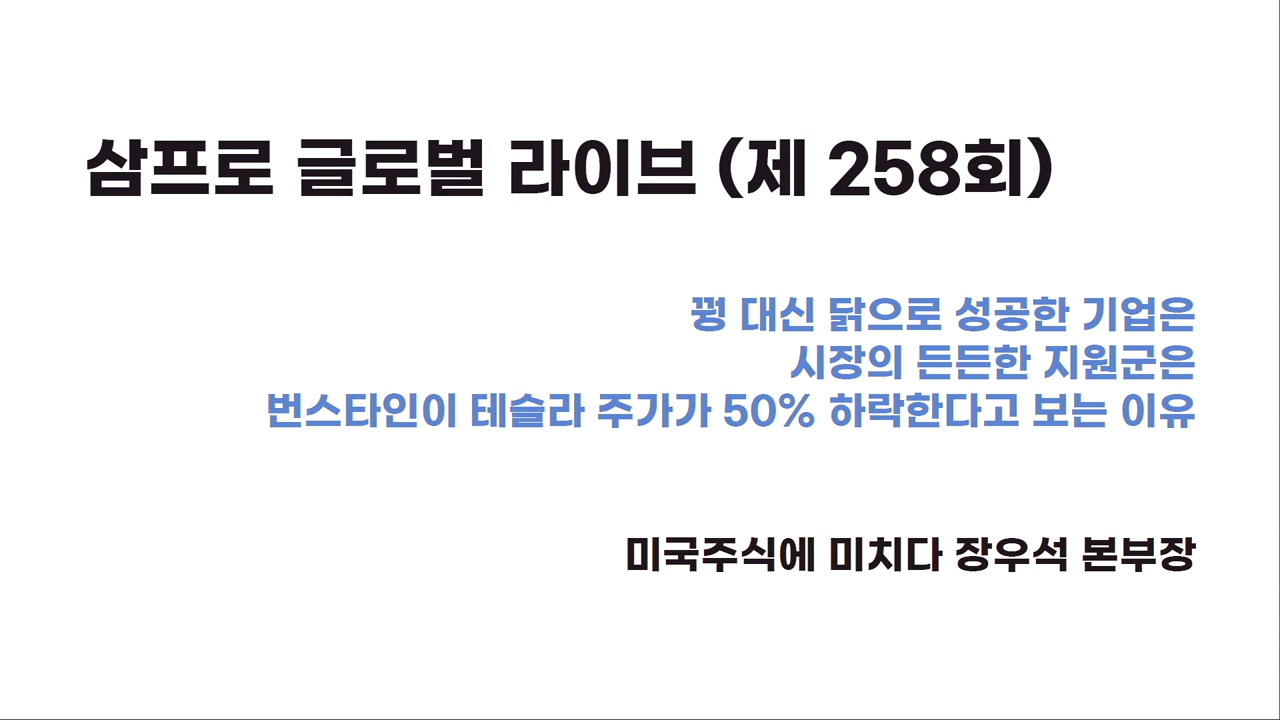 삼프로 글로벌 라이브 (제 258회)
꿩 대신 닭으로 성공한 기업은
시장의 든든한 지원군은
번스타인이 테슬라 주가가 50% 하락한다고 보는 이유
미국주식에 미치다 장우석 본부장